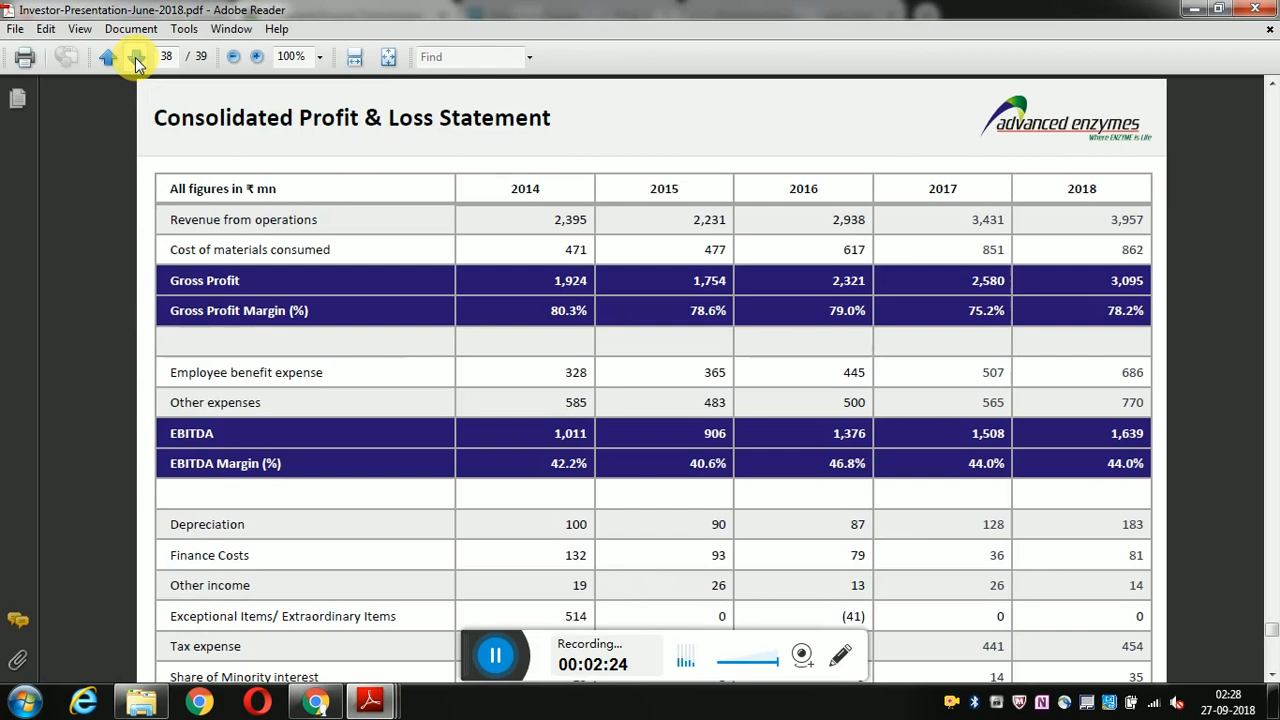 Investor-Presentation-June-2018.pdf - Adobe Reader
File Edit View Document Tools Window Help
38 / 39 100% Find
Consolidated Profit & Loss Statement
advanced enzymes
Where ENZYME is Life
All figures in ₹ mn 2014 2015 2016 2017 2018
Revenue from operations 2,395 2,231 2,938 3,431 3,957
Cost of materials consumed 471 477 617 851 862
Gross Profit 1,924 1,754 2,321 2,580 3,095
Gross Profit Margin (%) 80.3% 78.6% 79.0% 75.2% 78.2%
Employee benefit expense 328 365 445 507 686
Other expenses 585 483 500 565 770
EBITDA 1,011 906 1,376 1,508 1,639
EBITDA Margin (%) 42.2% 40.6% 46.8% 44.0% 44.0%
Depreciation 100 90 87 128 183
Finance Costs 132 93 79 36 81
Other income 19 26 13 26 14
Exceptional Items/ Extraordinary Items 514 0 (41) 0 0
Tax expense 441 454
Share of Minority interest 14 35
Recording...
00:02:24
02:28
27-09-2018